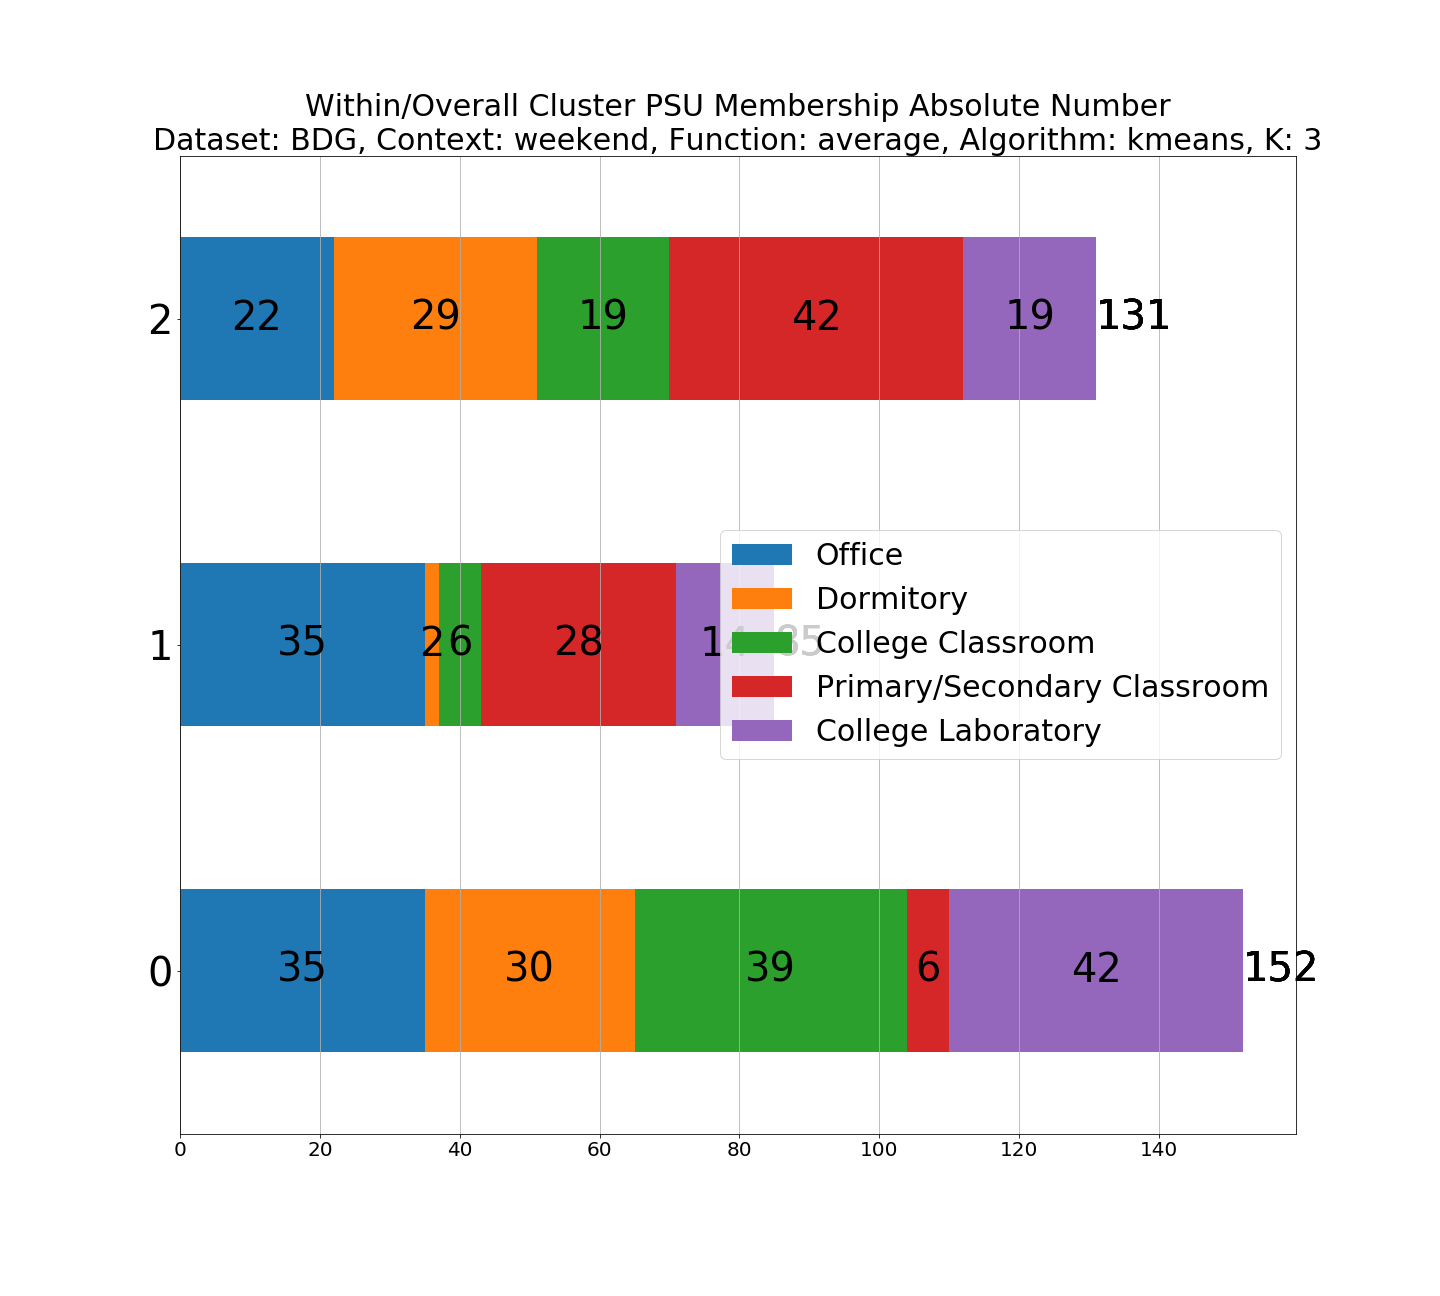 Within/Overall Cluster PSU Membership Absolute Number
Dataset: BDG, Context: weekend, Function: average, Algorithm: kmeans, K: 3
2
22 29 19 42 19 131
Office
Dormitory
1
35 2 6 28 14 85
College Classroom
Primary/Secondary Classroom
College Laboratory
0
35 30 39 6 42 152
0 20 40 60 80 100 120 140